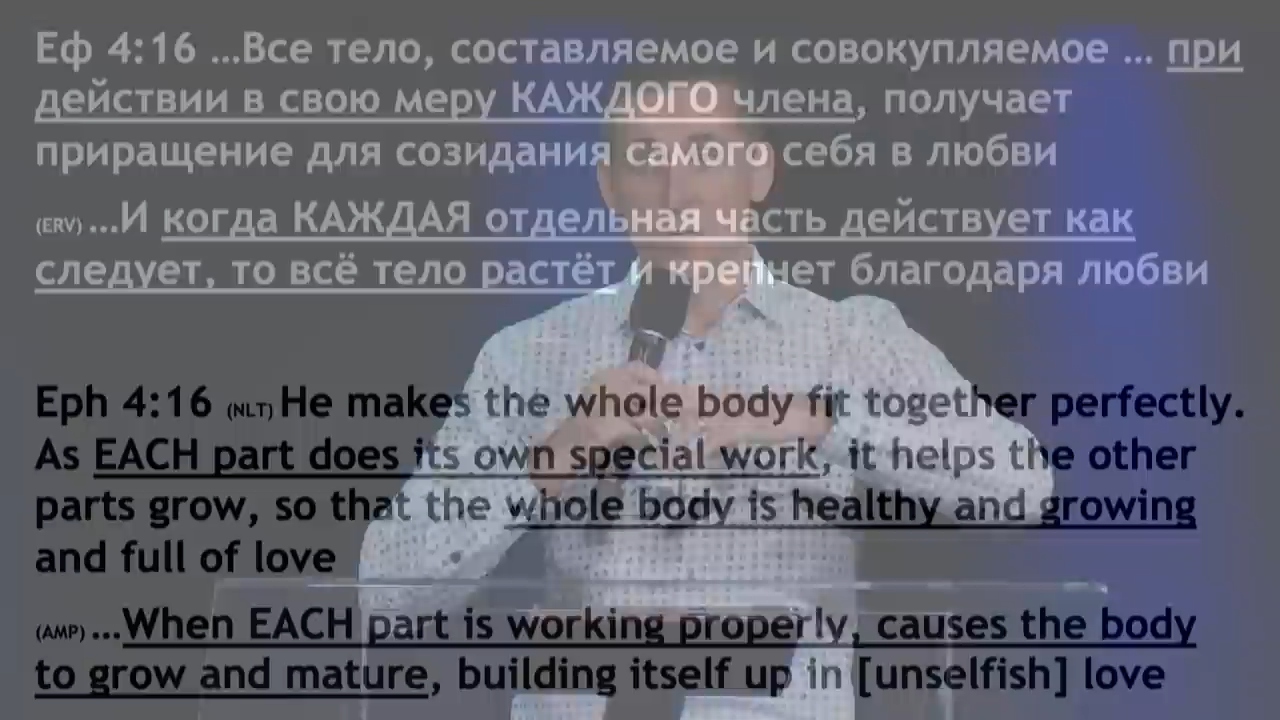 Еф 4:16 ...Все тело, составляемое и совокупляемое ... при
действии в свою меру КАЖДОГО члена, получает
приращение для созидания самого себя в любви
(ERV) ...И когда КАЖДАЯ отдельная часть действует как
следует, то всё тело растёт и крепнет благодаря любви
Eph 4:16 (NLT) He makes the whole body fit together perfectly.
As EACH part does its own special work, it helps the other
parts grow, so that the whole body is healthy and growing
and full of love
(AMP) ...When EACH part is working properly, causes the body
to grow and mature, building itself up in [unselfish] love